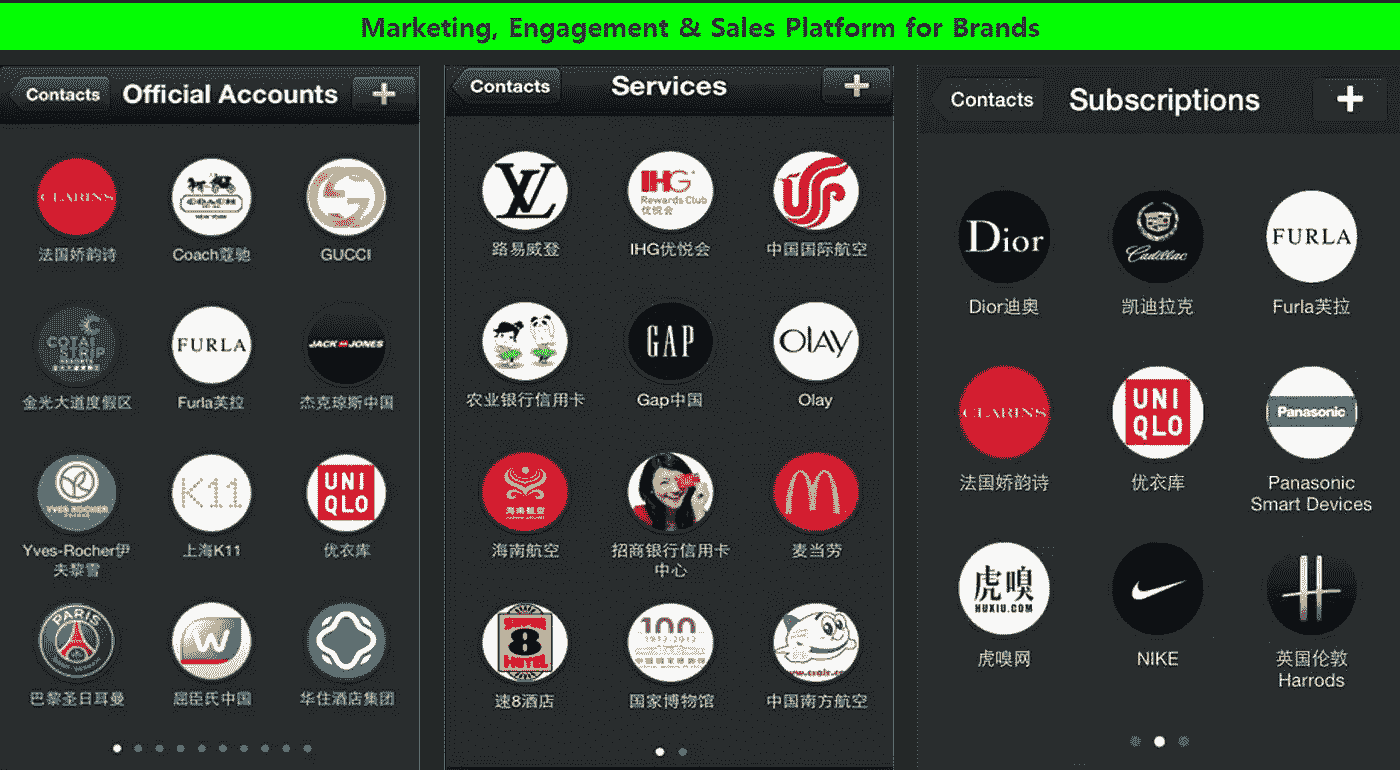 Marketing, Engagement & Sales Platform for Brands
Contacts
Official Accounts
+
CLARINS
COACH
NEW YORK
法国娇韵诗
Coach蔻驰
GUCCI
COTAI
STRIP
FURLA
JACK JONES
金光大道度假区
Furla芙拉
杰克琼斯中国
YVES ROCHER
K11
UNI
QLO
Yves-Rocher伊
夫黎雪
上海K11
优衣库
PARIS
W
巴黎圣日耳曼
屈臣氏中国
华住酒店集团
Contacts
Services
+
LV
IHG
Rewards Club
优悦会
路易威登
IHG优悦会
中国国际航空
GAP
OLAY
农业银行信用卡
Gap中国
Olay
海南航空
海南航空
招商银行信用卡
中心
麦当劳
SUPER
8
MOTEL
100
1912-2012
速8酒店
国家博物馆
中国南方航空
Contacts
Subscriptions
+
Dior
Cadillac
FURLA
Dior迪奥
凯迪拉克
Furla芙拉
CLARINS
UNI
QLO
Panasonic
法国娇韵诗
优衣库
Panasonic
Smart Devices
虎嗅
HUXIU.COM
虎嗅网
NIKE
英国伦敦
Harrods